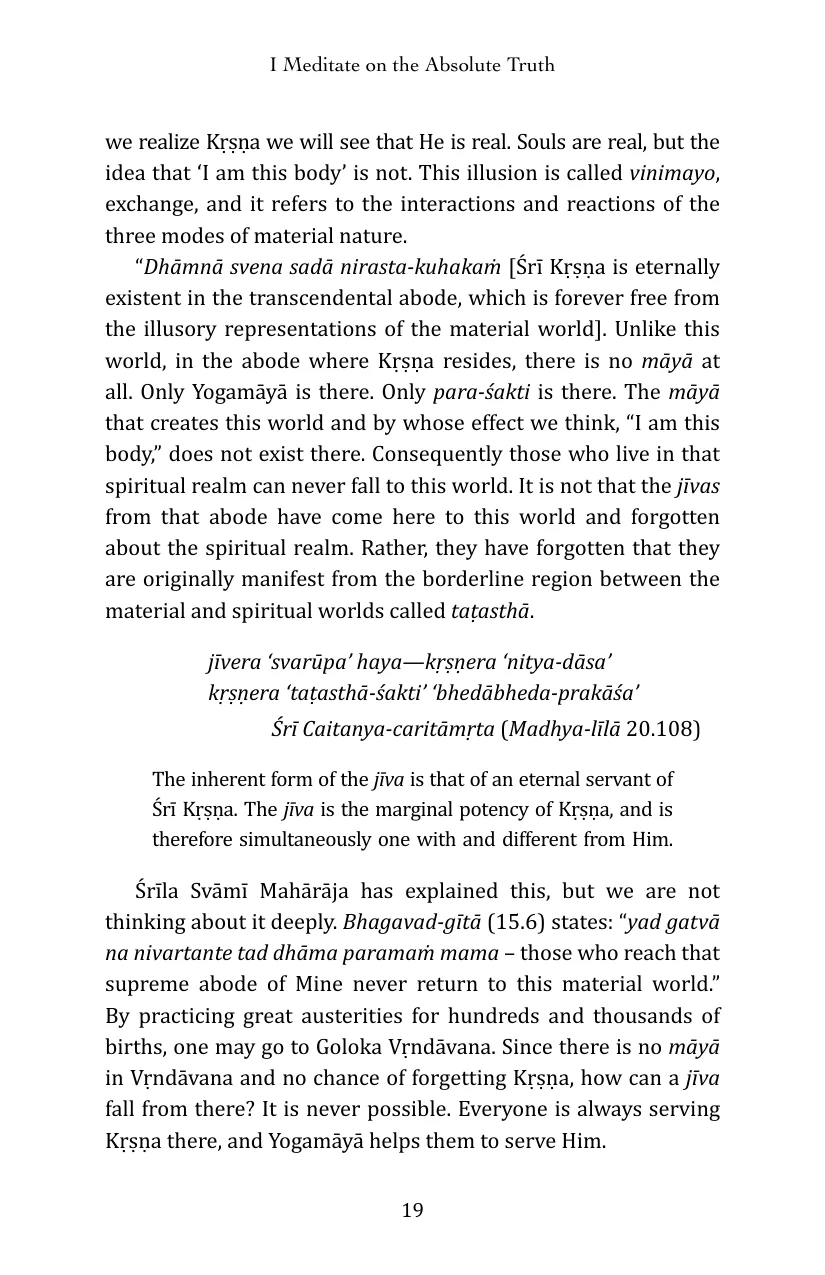 I Meditate on the Absolute Truth
we realize Kṛṣṇa we will see that He is real. Souls are real, but the
idea that ‘I am this body’ is not. This illusion is called vinimayo,
exchange, and it refers to the interactions and reactions of the
three modes of material nature.
“Dhāmnā svena sadā nirasta-kuhakaṁ [Śrī Kṛṣṇa is eternally
existent in the transcendental abode, which is forever free from
the illusory representations of the material world]. Unlike this
world, in the abode where Kṛṣṇa resides, there is no māyā at
all. Only Yogamāyā is there. Only para-śakti is there. The māyā
that creates this world and by whose effect we think, “I am this
body,” does not exist there. Consequently those who live in that
spiritual realm can never fall to this world. It is not that the jīvas
from that abode have come here to this world and forgotten
about the spiritual realm. Rather, they have forgotten that they
are originally manifest from the borderline region between the
material and spiritual worlds called taṭasthā.
jīvera ‘svarūpa’ haya—kṛṣṇera ‘nitya-dāsa’
kṛṣṇera ‘taṭasthā-śakti’ ‘bhedābheda-prakāśa’
Śrī Caitanya-caritāmṛta (Madhya-līlā 20.108)
The inherent form of the jīva is that of an eternal servant of
Śrī Kṛṣṇa. The jīva is the marginal potency of Kṛṣṇa, and is
therefore simultaneously one with and different from Him.
Śrīla Svāmī Mahārāja has explained this, but we are not
thinking about it deeply. Bhagavad-gītā (15.6) states: “yad gatvā
na nivartante tad dhāma paramaṁ mama – those who reach that
supreme abode of Mine never return to this material world.”
By practicing great austerities for hundreds and thousands of
births, one may go to Goloka Vṛndāvana. Since there is no māyā
in Vṛndāvana and no chance of forgetting Kṛṣṇa, how can a jīva
fall from there? It is never possible. Everyone is always serving
Kṛṣṇa there, and Yogamāyā helps them to serve Him.
19